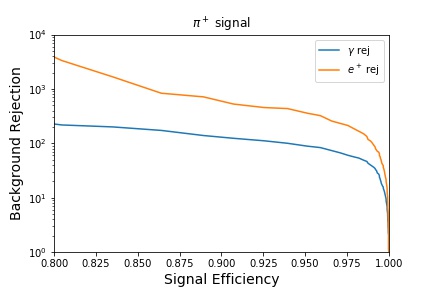 π⁺ signal
γ rej
e⁺ rej
Background Rejection
10⁴
10³
10²
10¹
10⁰
0.800 0.825 0.850 0.875 0.900 0.925 0.950 0.975 1.000
Signal Efficiency